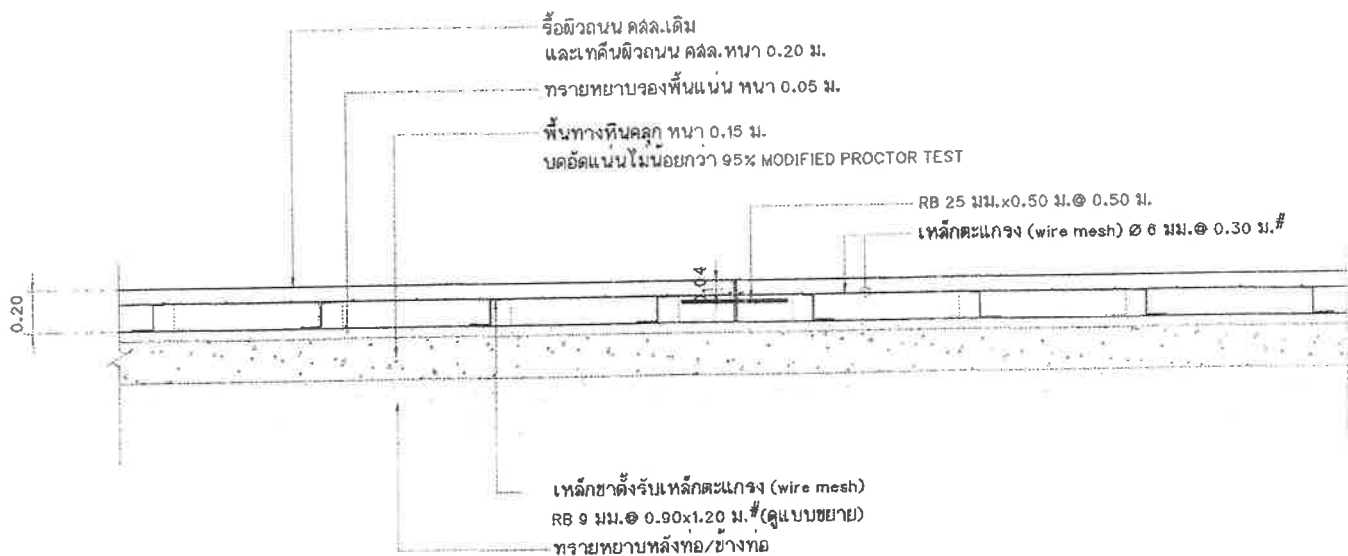 รื้อผิวถนน คสล.เดิม
และเทคืนผิวถนน คสล.หนา 0.20 ม.
ทรายหยาบรองพื้นแน่น หนา 0.05 ม.
พื้นทางหินคลุก หนา 0.15 ม.
บดอัดแน่นไม่น้อยกว่า 95% MODIFIED PROCTOR TEST
RB 25 มม.x0.50 ม.@ 0.50 ม.
เหล็กตะแกรง (wire mesh) Ø 6 มม.@ 0.30 ม.#
0.20
เหล็กขาตั้งรับเหล็กตะแกรง (wire mesh)
RB 9 มม.@ 0.90x1.20 ม.#(ดูแบบขยาย)
ทรายหยาบหลังท่อ/ข้างท่อ